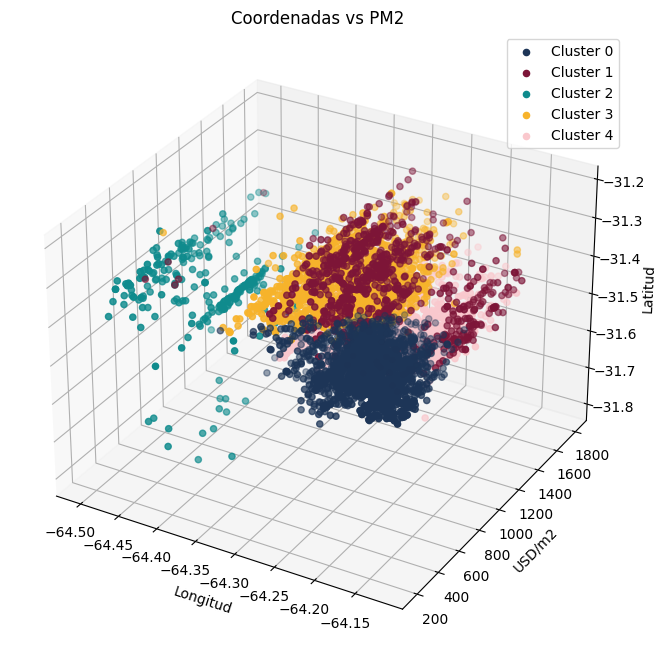 Coordenadas vs PM2
Cluster 0
Cluster 1
Cluster 2
Cluster 3
Cluster 4
−31.2
−31.3
−31.4
−31.5
−31.6
−31.7
−31.8
Latitud
1800
1600
1400
1200
1000
800
600
400
200
USD/m2
−64.50
−64.45
−64.40
−64.35
−64.30
−64.25
−64.20
−64.15
Longitud